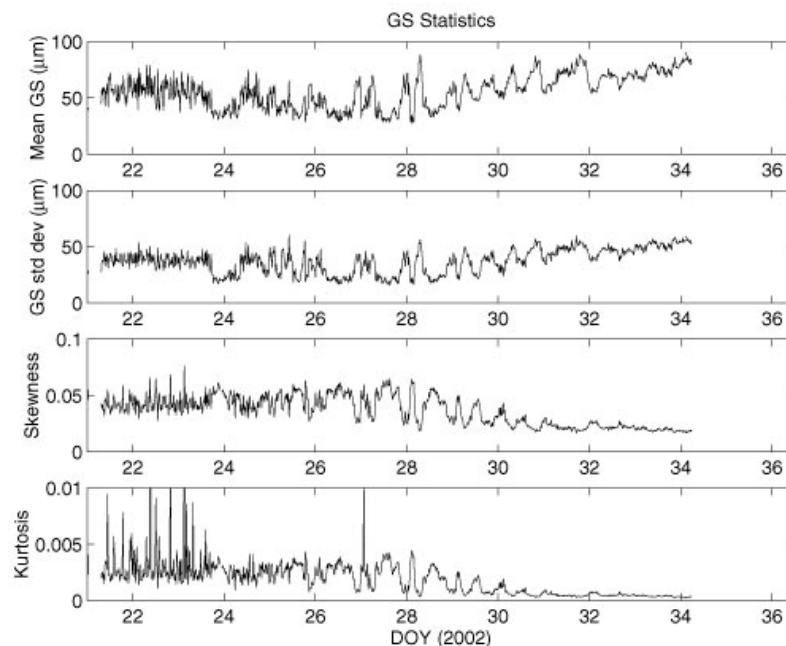 GS Statistics
Mean GS (μm)
100
50
0
22 24 26 28 30 32 34 36
GS std dev (μm)
100
50
0
22 24 26 28 30 32 34 36
Skewness
0.1
0.05
0
22 24 26 28 30 32 34 36
Kurtosis
0.01
0.005
0
22 24 26 28 30 32 34 36
DOY (2002)